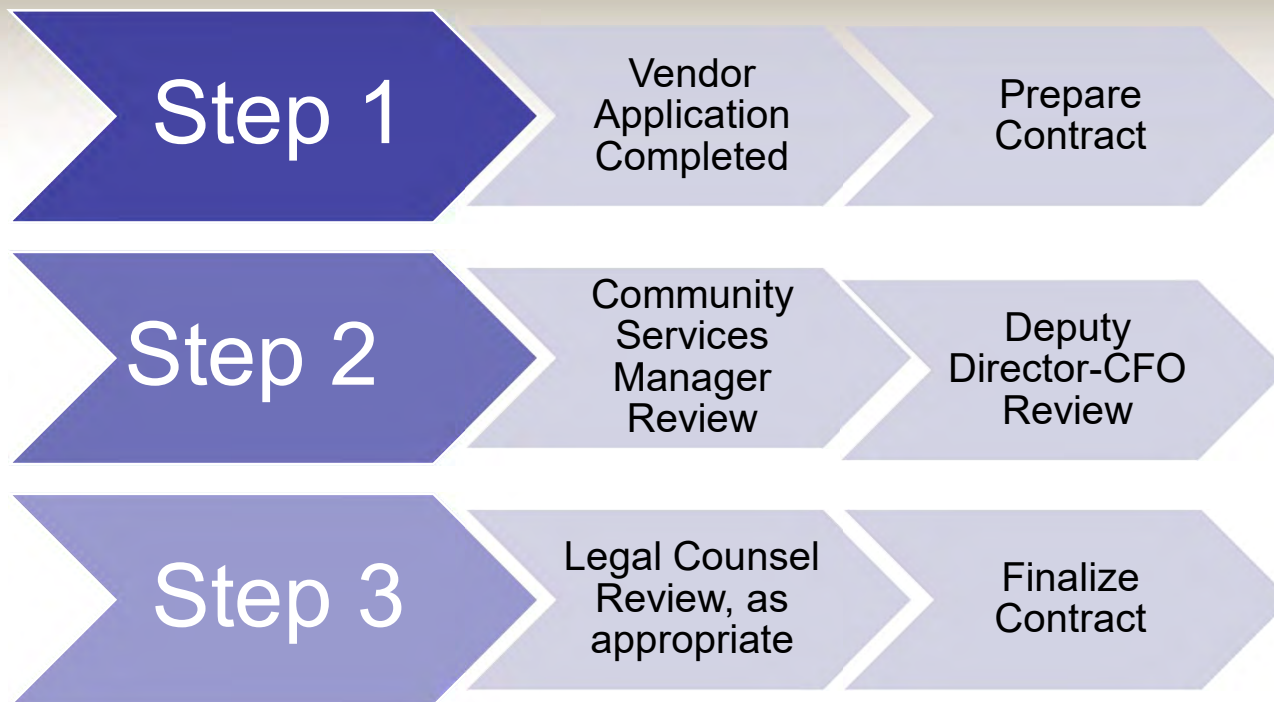 Step 1
Vendor
Application
Completed
Prepare
Contract
Step 2
Community
Services
Manager
Review
Deputy
Director-CFO
Review
Step 3
Legal Counsel
Review, as
appropriate
Finalize
Contract